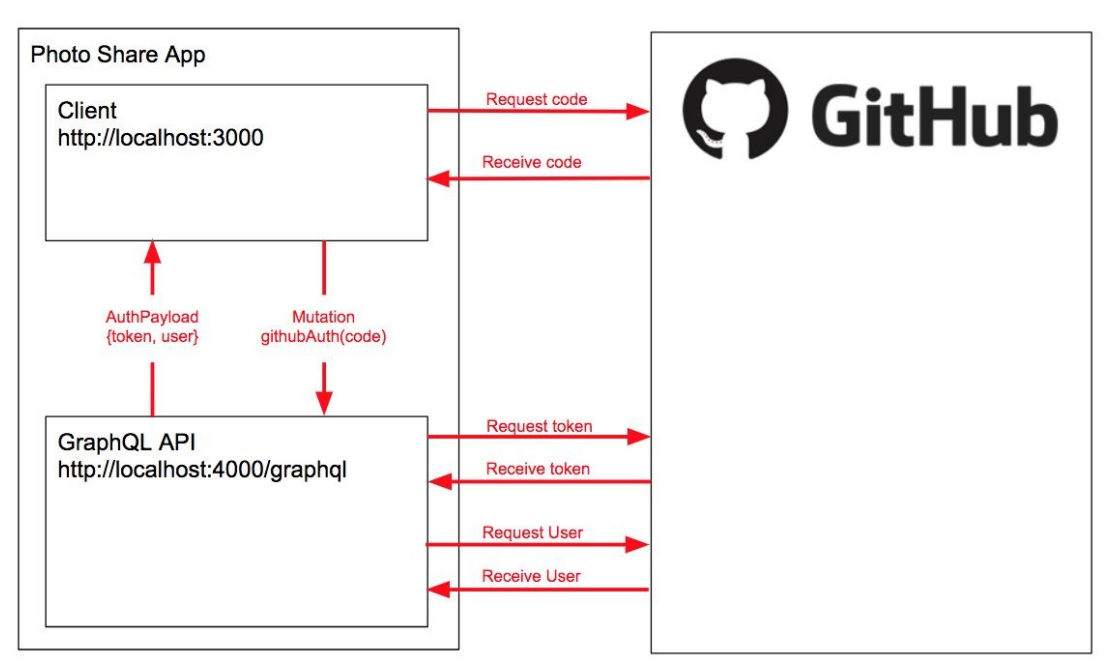 Photo Share App
Client
http://localhost:3000
Request code
GitHub
Receive code
AuthPayload
{token, user}
Mutation
githubAuth(code)
GraphQL API
http://localhost:4000/graphql
Request token
Receive token
Request User
Receive User